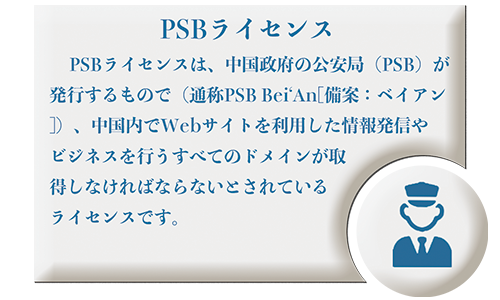 PSBライセンス
PSBライセンスは、中国政府の公安局（PSB）が
発行するもので（通称PSB Bei‘An[備案：ベイアン
]）、中国内でWebサイトを利用した情報発信や
ビジネスを行うすべてのドメインが取
得しなければならないとされている
ライセンスです。